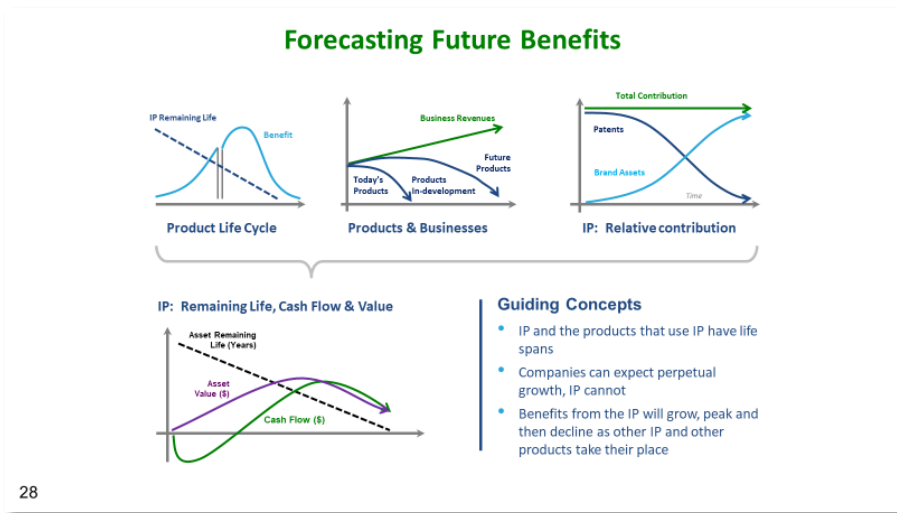 Forecasting Future Benefits
IP Remaining Life
Benefit
Product Life Cycle
Business Revenues
Future
Products
Today's
Products
Products
In-development
Products & Businesses
Total Contribution
Patents
Brand Assets
Time
IP: Relative contribution
IP: Remaining Life, Cash Flow & Value
Asset Remaining
Life (Years)
Asset
Value ($)
Cash Flow ($)
Guiding Concepts
• IP and the products that use IP have life
spans
• Companies can expect perpetual
growth, IP cannot
• Benefits from the IP will grow, peak and
then decline as other IP and other
products take their place
28